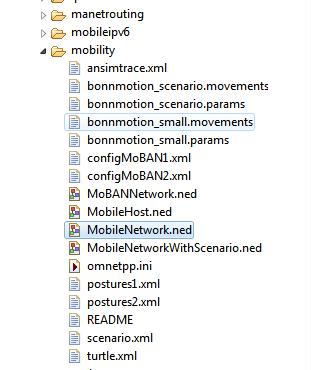 manetrouting
mobileipv6
mobility
ansimtrace.xml
bonnmotion_scenario.movements
bonnmotion_scenario.params
bonnmotion_small.movements
bonnmotion_small.params
configMoBAN1.xml
configMoBAN2.xml
MoBANNetwork.ned
MobileHost.ned
MobileNetwork.ned
MobileNetworkWithScenario.ned
omnetpp.ini
postures1.xml
postures2.xml
README
scenario.xml
turtle.xml